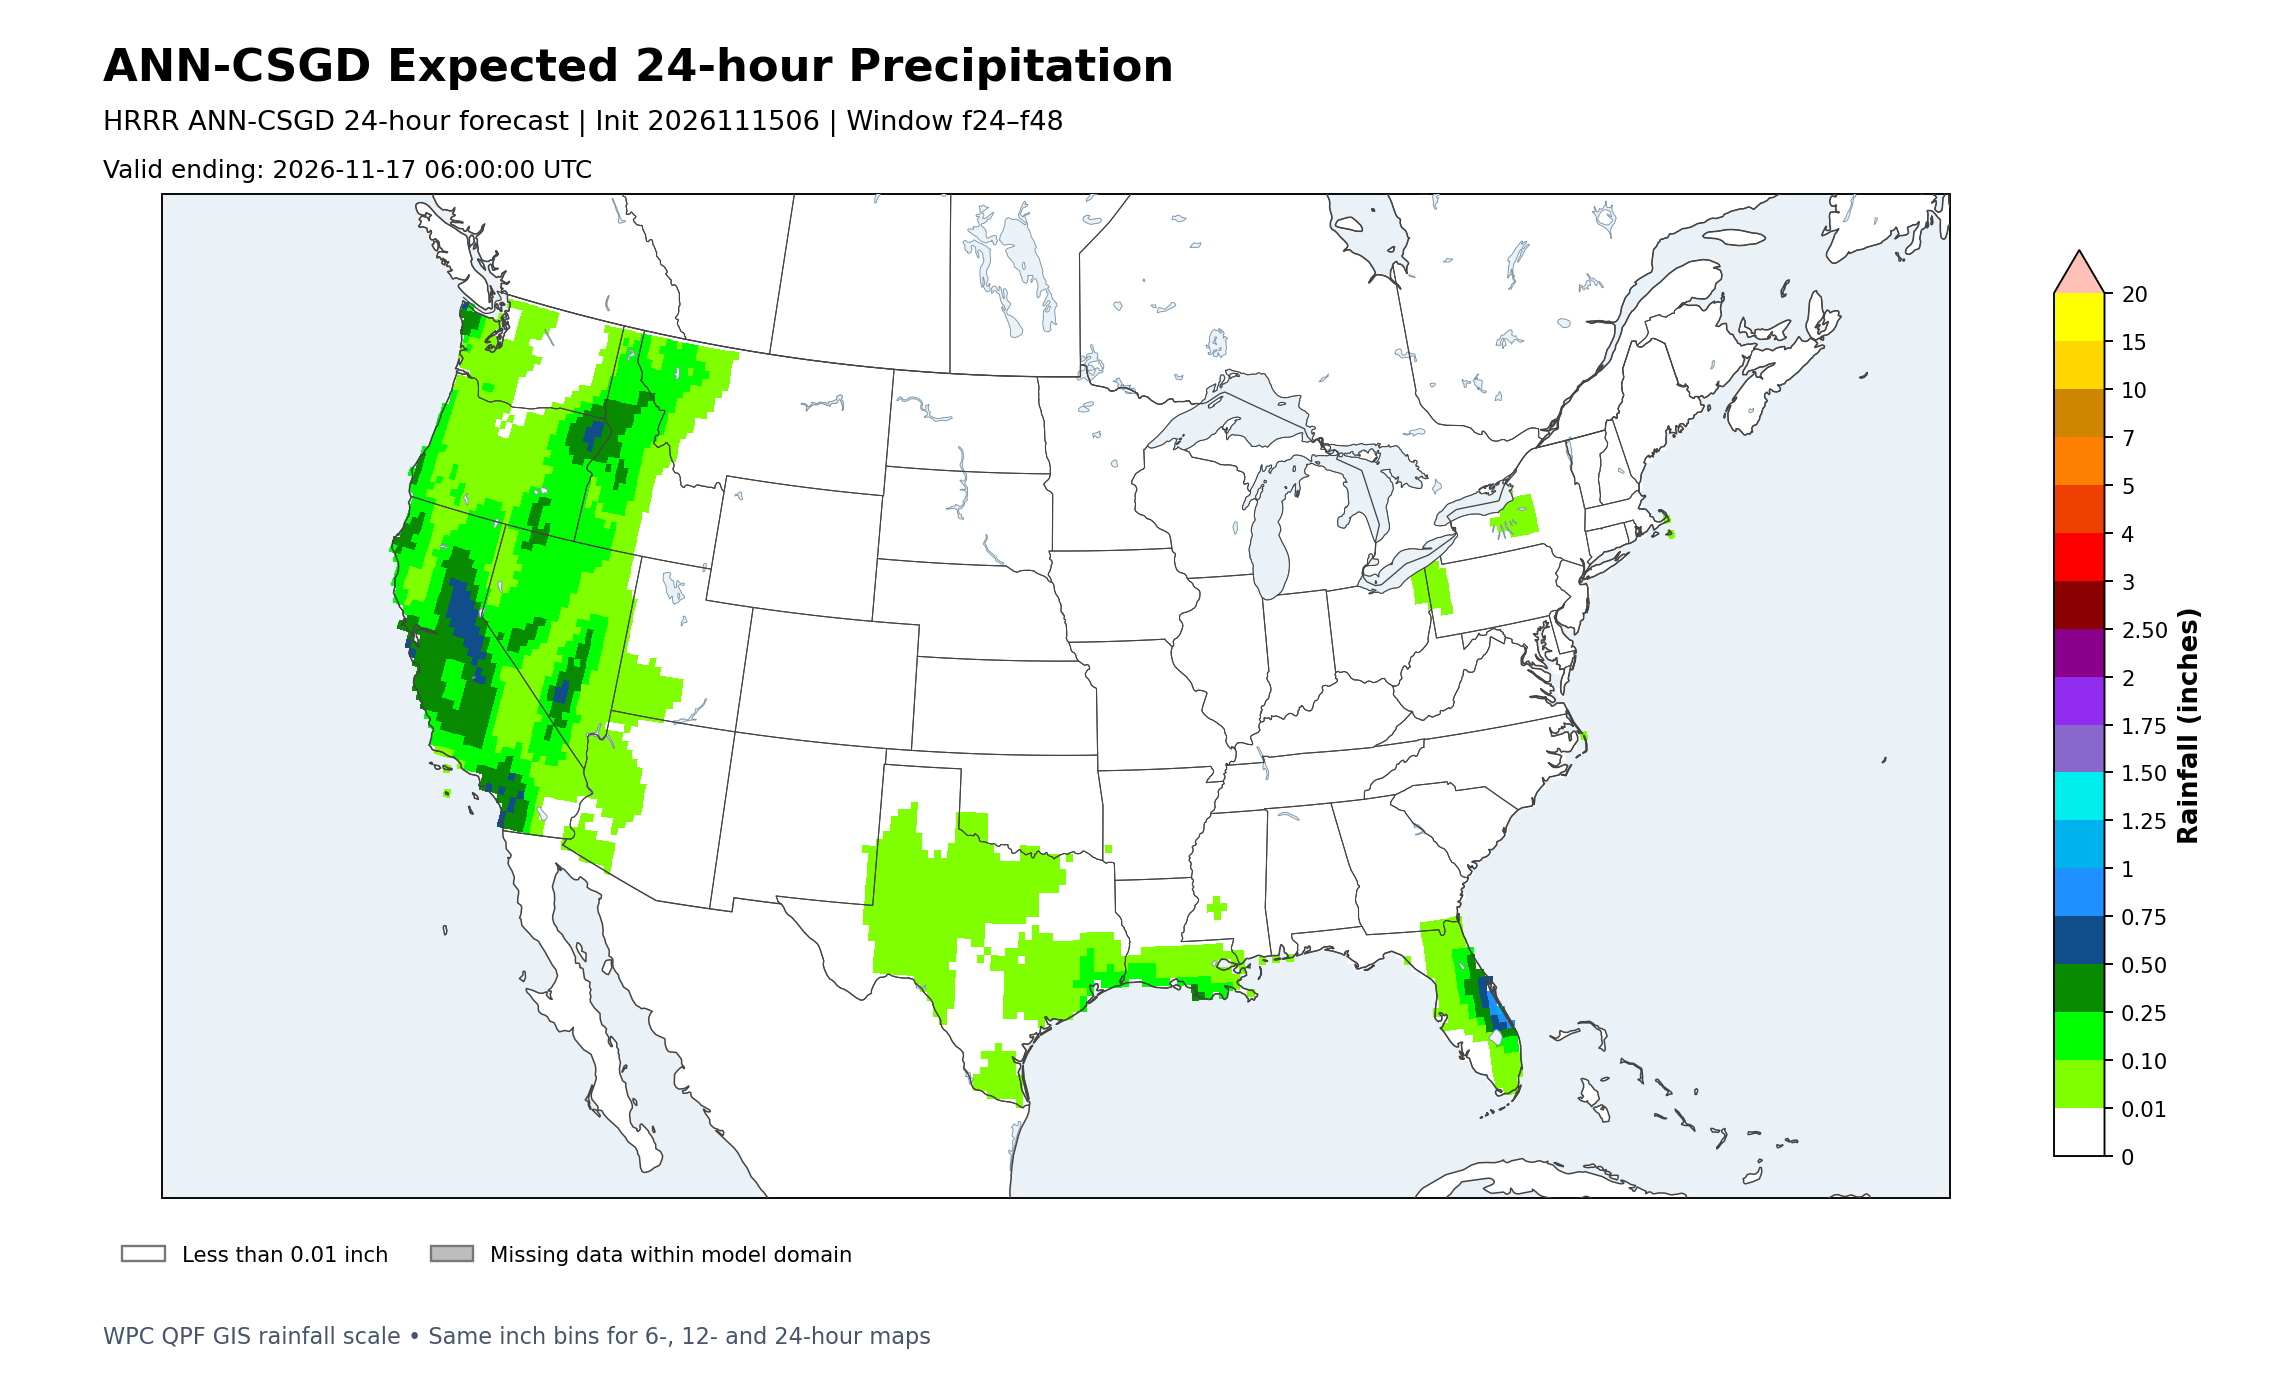 ANN-CSGD Expected 24-hour Precipitation
HRRR ANN-CSGD 24-hour forecast | Init 2026111506 | Window f24–f48
Valid ending: 2026-11-17 06:00:00 UTC
20
15
10
7
5
4
3
2.50
2
1.75
1.50
1.25
1
0.75
0.50
0.25
0.10
0.01
0
Rainfall (inches)
Less than 0.01 inch
Missing data within model domain
WPC QPF GIS rainfall scale • Same inch bins for 6-, 12- and 24-hour maps